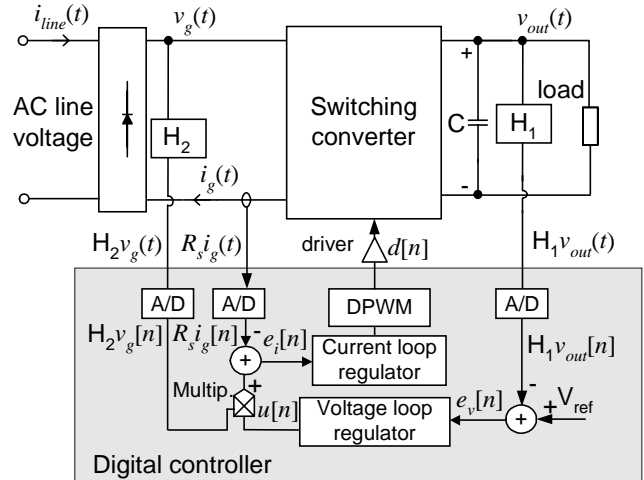 i_line(t)
v_g(t)
v_out(t)
AC line
voltage
H_2
Switching
converter
+
C
-
H_1
load
i_g(t)
H_2v_g(t)
R_si_g(t)
driver
d[n]
H_1v_out(t)
A/D
A/D
DPWM
A/D
H_2v_g[n]
R_si_g[n]
-
+
e_i[n]
Current loop
regulator
H_1v_out[n]
Multip.
+
u[n]
Voltage loop
regulator
e_v[n]
-
+
+
V_ref
Digital controller